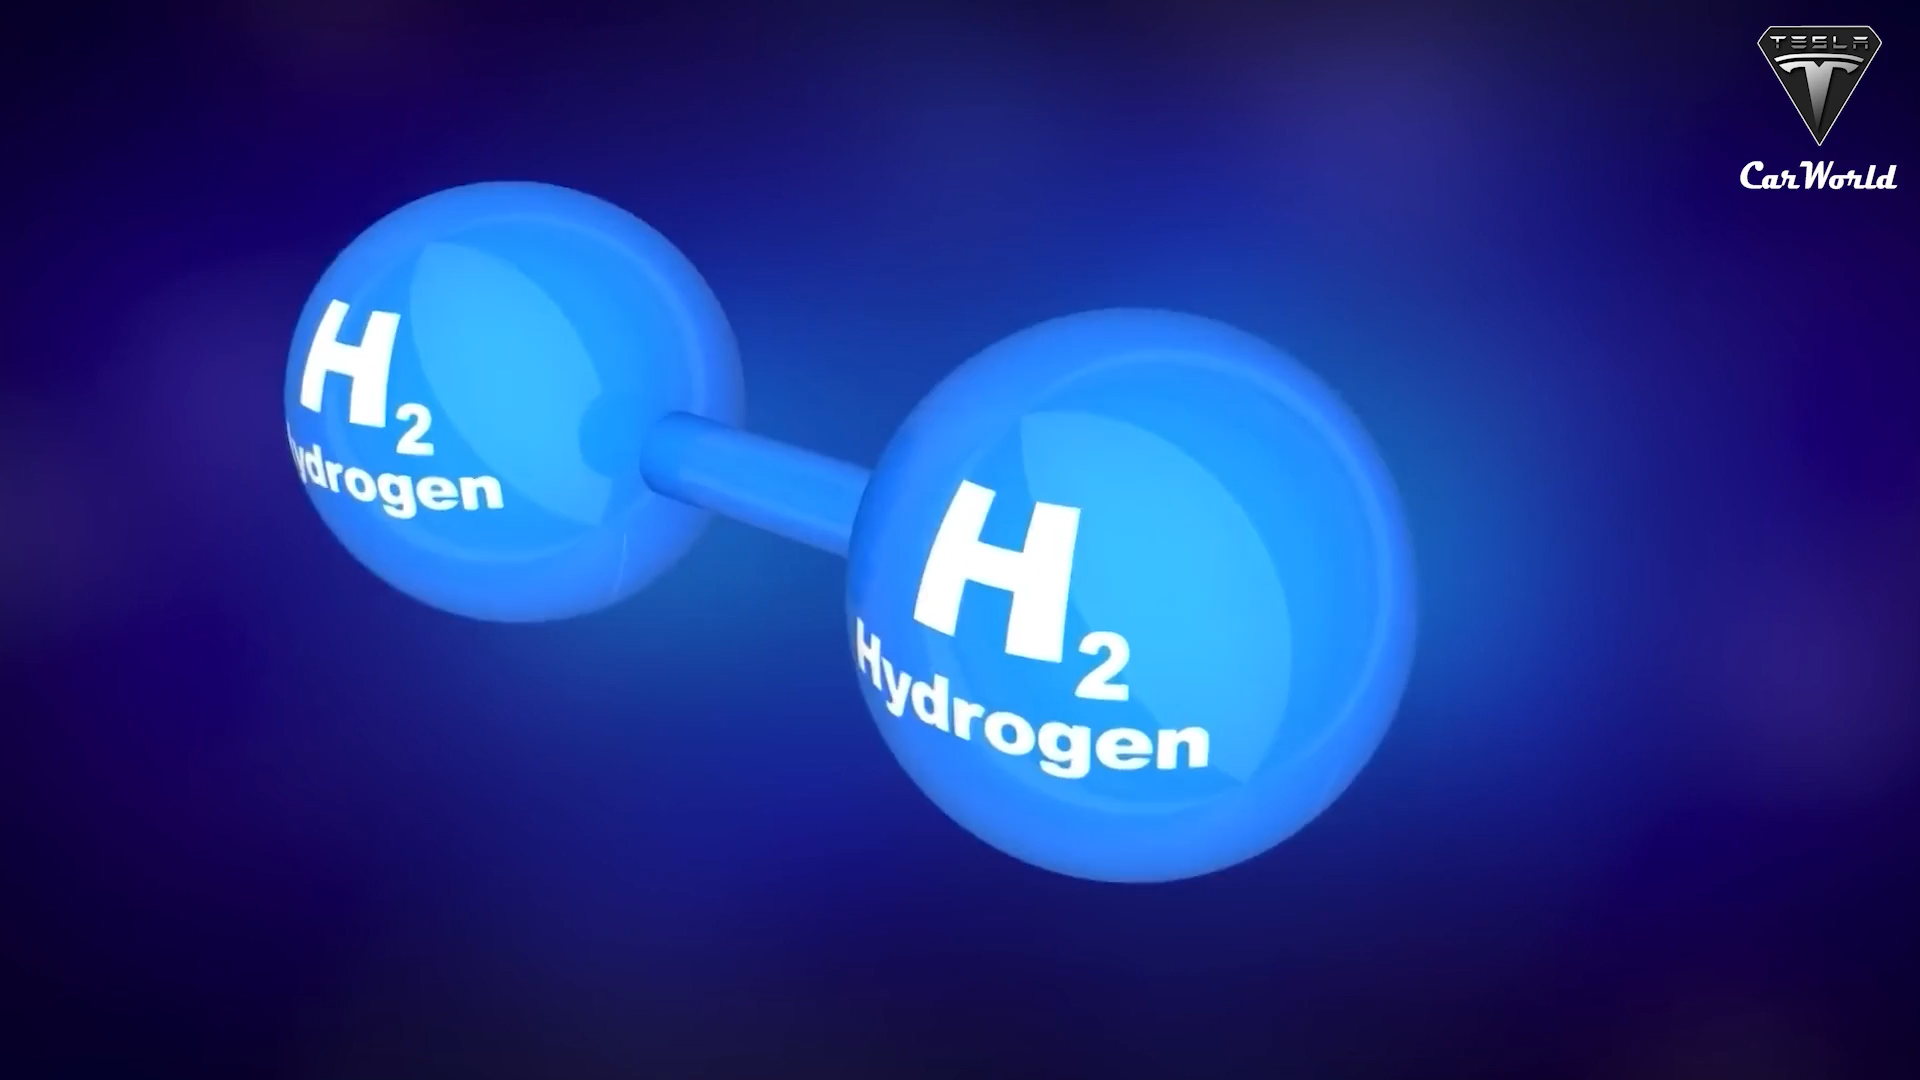 TESLA
CarWorld
H2
ydrogen
H2
Hydrogen